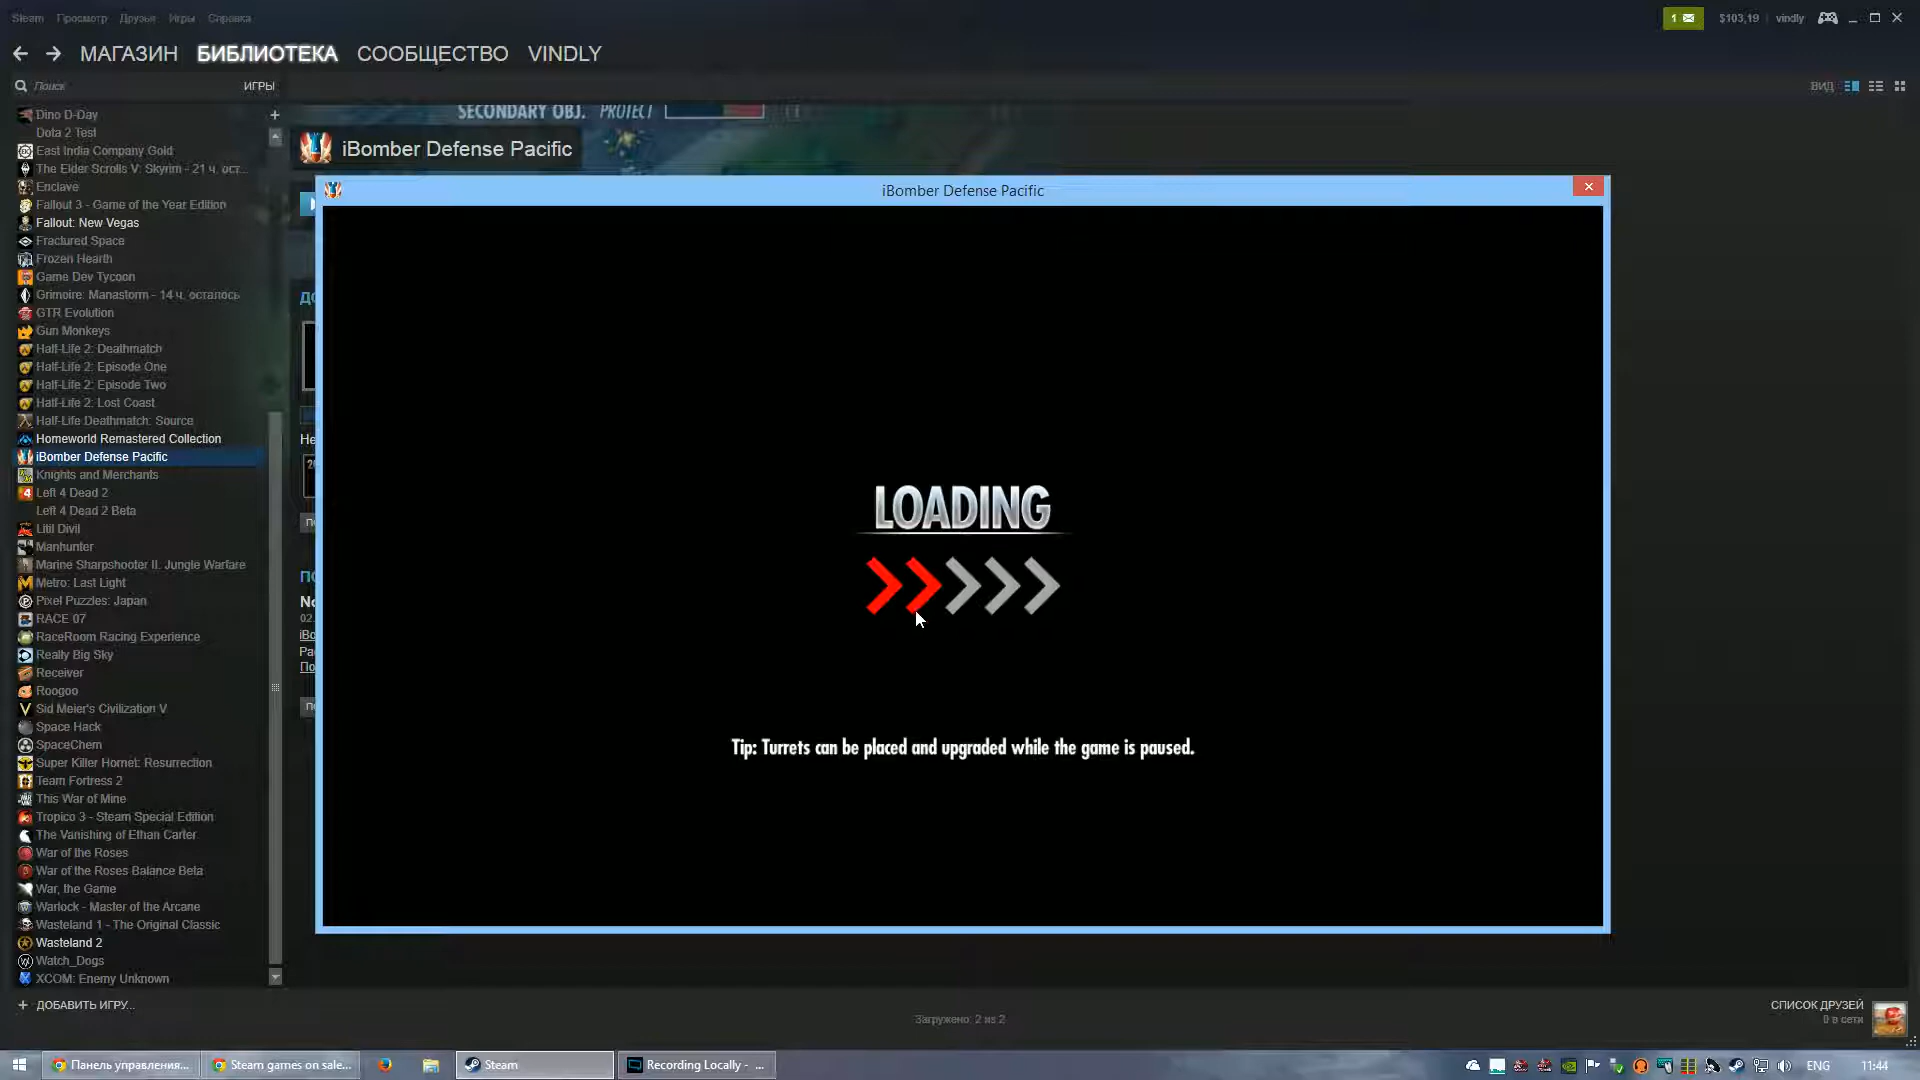 Steam Просмотр Друзья Игры Справка
1 $103,19 vindly
МАГАЗИН БИБЛИОТЕКА СООБЩЕСТВО VINDLY
Поиск ИГРЫ ВИД
SECONDARY OBJ. PROTECT
iBomber Defense Pacific
iBomber Defense Pacific
LOADING
Tip: Turrets can be placed and upgraded while the game is paused.
Dino D-Day
Dota 2 Test
East India Company Gold
The Elder Scrolls V: Skyrim - 21 ч. ост...
Enclave
Fallout 3 - Game of the Year Edition
Fallout: New Vegas
Fractured Space
Frozen Hearth
Game Dev Tycoon
Grimoire: Manastorm - 14 ч. осталось
GTR Evolution
Gun Monkeys
Half-Life 2: Deathmatch
Half-Life 2: Episode One
Half-Life 2: Episode Two
Half-Life 2: Lost Coast
Half-Life Deathmatch: Source
Homeworld Remastered Collection
iBomber Defense Pacific
Knights and Merchants
Left 4 Dead 2
Left 4 Dead 2 Beta
Litil Divil
Manhunter
Marine Sharpshooter II: Jungle Warfare
Metro: Last Light
Pixel Puzzles: Japan
RACE 07
RaceRoom Racing Experience
Really Big Sky
Receiver
Roogoo
Sid Meier's Civilization V
Space Hack
SpaceChem
Super Killer Hornet: Resurrection
Team Fortress 2
This War of Mine
Tropico 3 - Steam Special Edition
The Vanishing of Ethan Carter
War of the Roses
War of the Roses Balance Beta
War, the Game
Warlock - Master of the Arcane
Wasteland 1 - The Original Classic
Wasteland 2
Watch_Dogs
XCOM: Enemy Unknown
+ ДОБАВИТЬ ИГРУ...
Загружено: 2 из 2
СПИСОК ДРУЗЕЙ
0 в сети
Панель управления... Steam games on sale... Steam Recording Locally - ... ENG 11:44